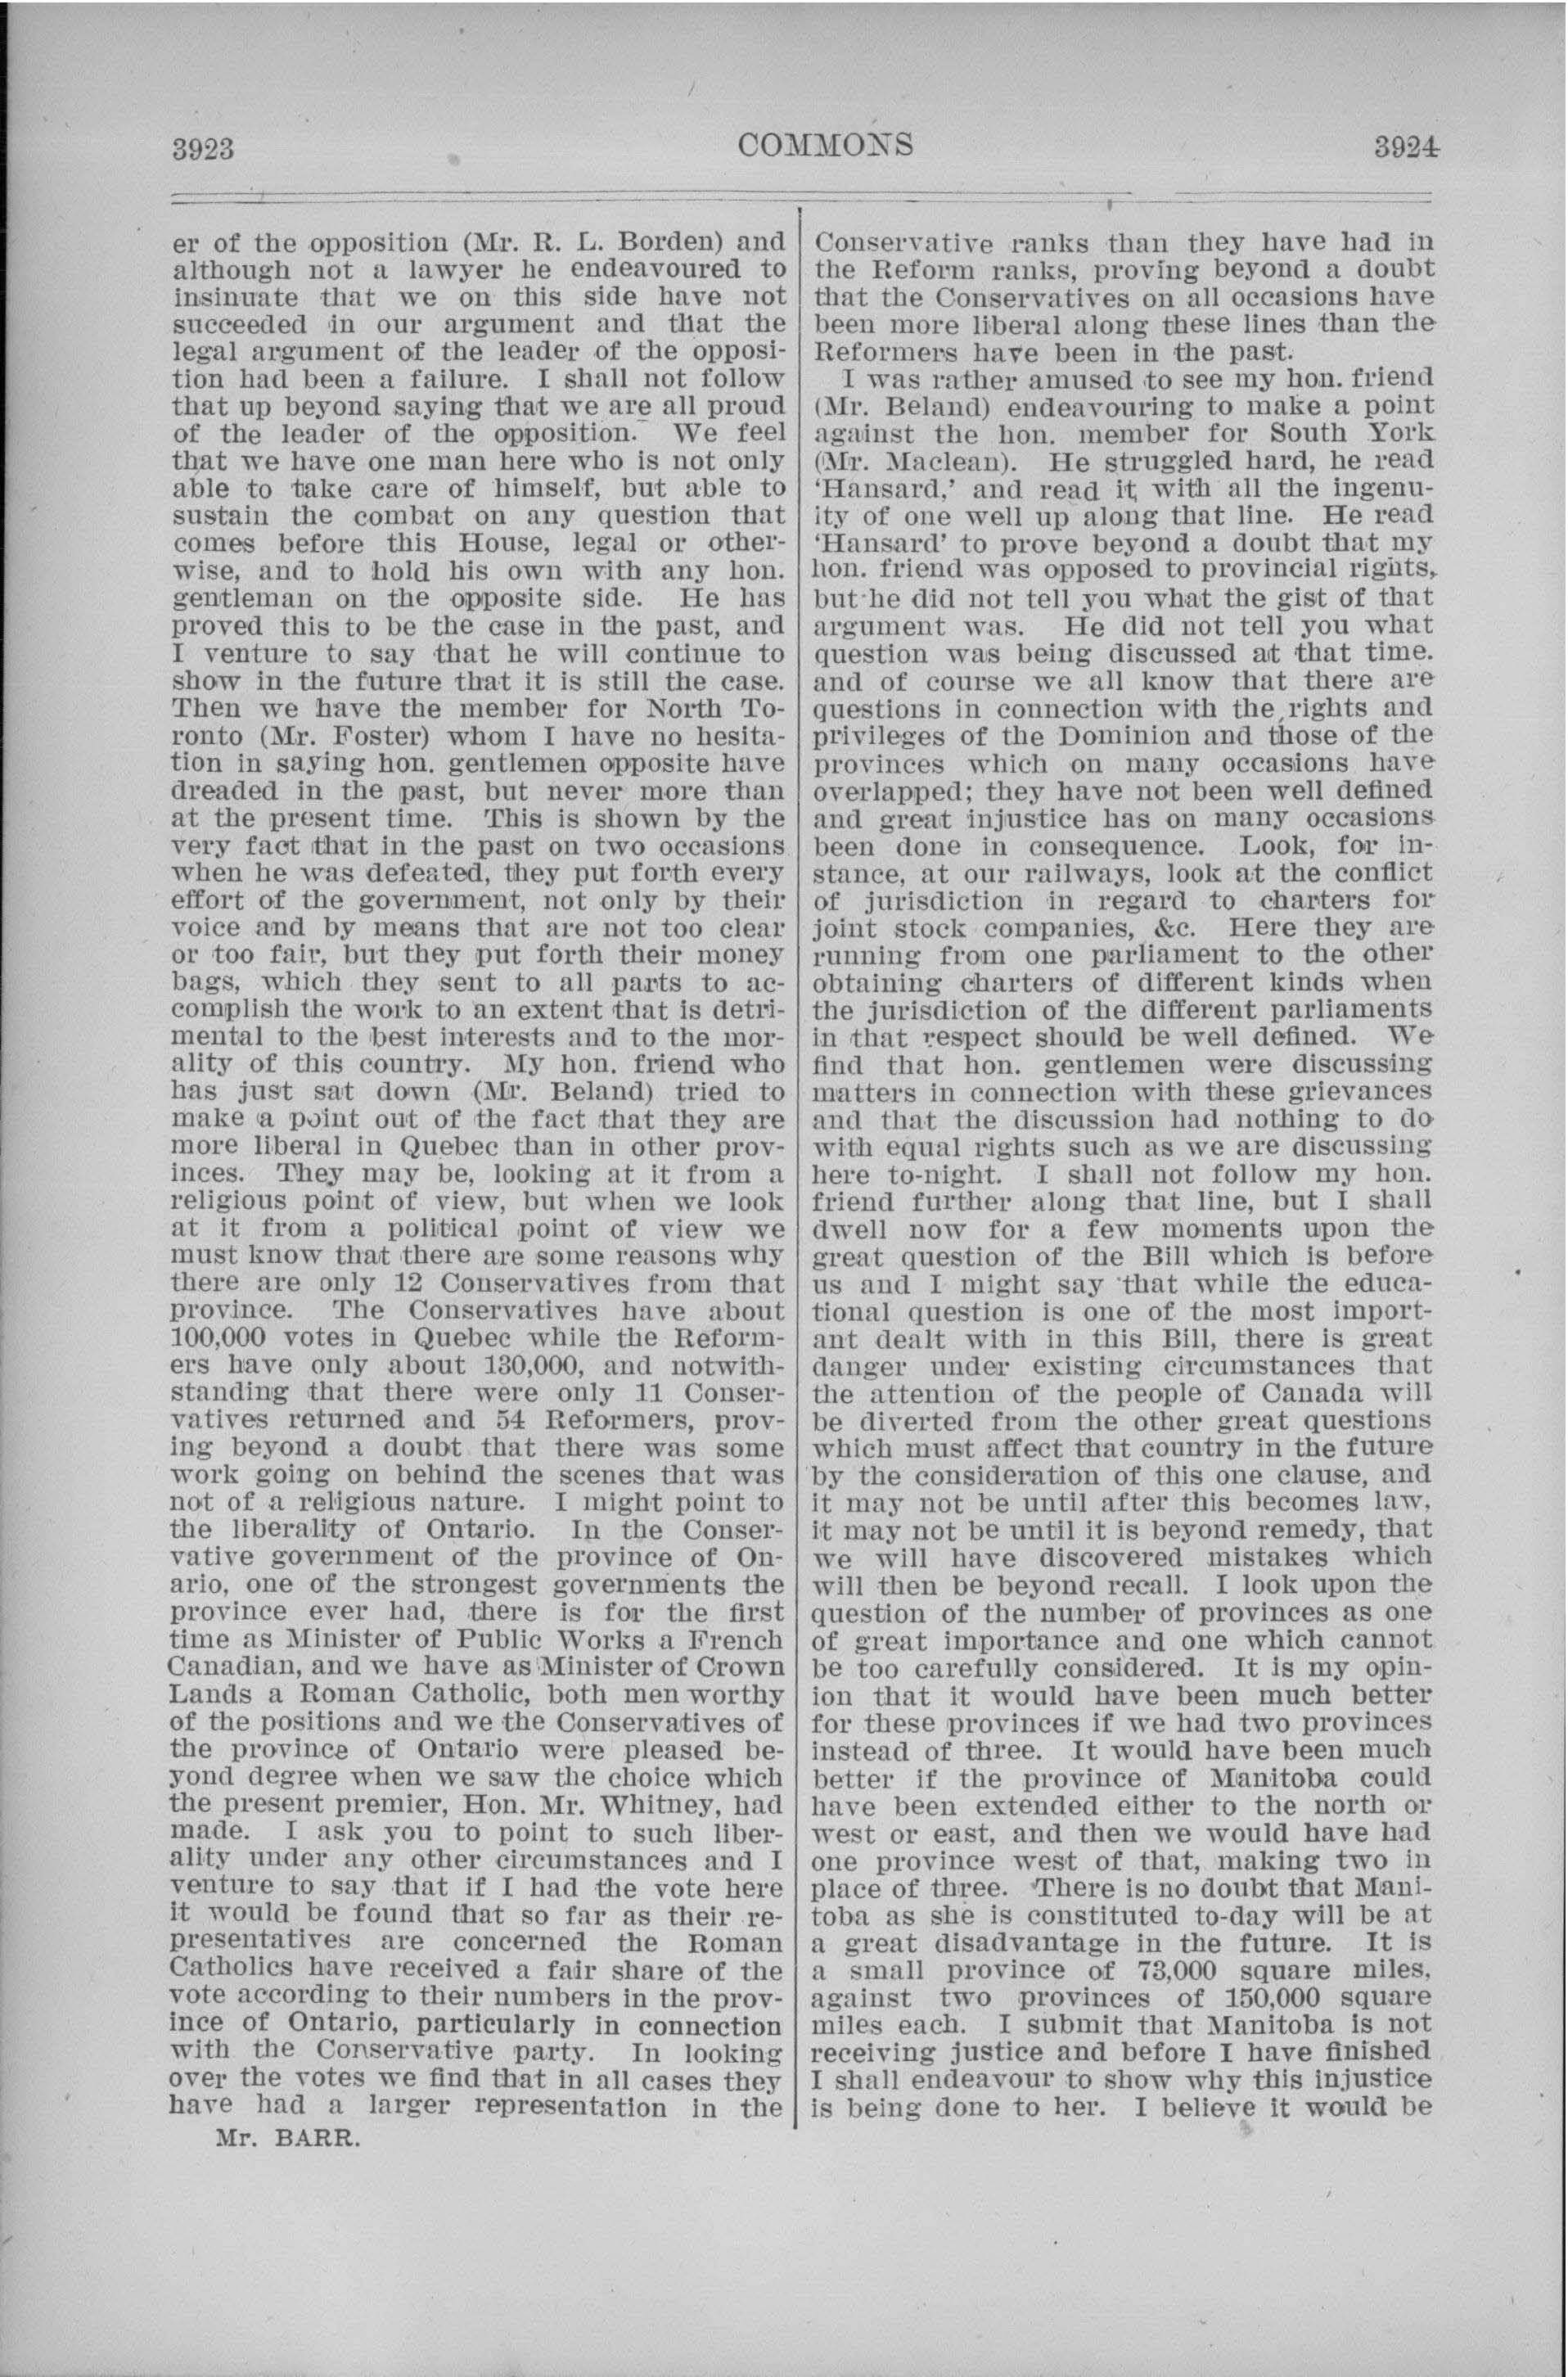 3923
COMMONS
3924
er of the opposition (Mr. R. L. Borden) and
although not a lawyer he endeavoured to
insinuate that we on this side have not
succeeded in our argument and that the
legal argument of the leader of the opposi-
tion had been a failure. I shall not follow
that up beyond saying that we are all proud
of the leader of the opposition. We feel
that we have one man here who is not only
able to take care of himself, but able to
sustain the combat on any question that
comes before this House, legal or other-
wise, and to hold his own with any hon.
gentleman on the opposite side. He has
proved this to be the case in the past, and
I venture to say that he will continue to
show in the future that it is still the case.
Then we have the member for North To-
ronto (Mr. Foster) whom I have no hesita-
tion in saying hon. gentlemen opposite have
dreaded in the past, but never more than
at the present time. This is shown by the
very fact that in the past on two occasions
when he was defeated, they put forth every
effort of the government, not only by their
voice and by means that are not too clear
or too fair, but they put forth their money
bags, which they sent to all parts to ac-
complish the work to an extent that is detri-
mental to the best interests and to the mor-
ality of this country. My hon. friend who
has just sat down (Mr. Beland) tried to
make a point out of the fact that they are
more liberal in Quebec than in other prov-
inces. They may be, looking at it from a
religious point of view, but when we look
at it from a political point of view we
must know that there are some reasons why
there are only 12 Conservatives from that
province. The Conservatives have about
100,000 votes in Quebec while the Reform-
ers have only about 130,000, and notwith-
standing that there were only 11 Conser-
vatives returned and 54 Reformers, prov-
ing beyond a doubt that there was some
work going on behind the scenes that was
not of a religious nature. I might point to
the liberality of Ontario. In the Conser-
vative government of the province of On-
ario, one of the strongest governments the
province ever had, there is for the first
time as Minister of Public Works a French
Canadian, and we have as Minister of Crown
Lands a Roman Catholic, both men worthy
of the positions and we the Conservatives of
the province of Ontario were pleased be-
yond degree when we saw the choice which
the present premier, Hon. Mr. Whitney, had
made. I ask you to point to such liber-
ality under any other circumstances and I
venture to say that if I had the vote here
it would be found that so far as their re-
presentatives are concerned the Roman
Catholics have received a fair share of the
vote according to their numbers in the prov-
ince of Ontario, particularly in connection
with the Conservative party. In looking
over the votes we find that in all cases they
have had a larger representation in the
Mr. BARR.
Conservative ranks than they have had in
the Reform ranks, proving beyond a doubt
that the Conservatives on all occasions have
been more liberal along these lines than the
Reformers have been in the past.
I was rather amused to see my hon. friend
(Mr. Beland) endeavouring to make a point
against the hon. member for South York
(Mr. Maclean). He struggled hard, he read
‘Hansard,’ and read it, with all the ingenu-
ity of one well up along that line. He read
‘Hansard’ to prove beyond a doubt that my
hon. friend was opposed to provincial rights,
but he did not tell you what the gist of that
argument was. He did not tell you what
question was being discussed at that time.
and of course we all know that there are
questions in connection with the rights and
privileges of the Dominion and those of the
provinces which on many occasions have
overlapped; they have not been well defined
and great injustice has on many occasions
been done in consequence. Look, for in-
stance, at our railways, look at the conflict
of jurisdiction in regard to charters for
joint stock companies, &c. Here they are
running from one parliament to the other
obtaining charters of different kinds when
the jurisdiction of the different parliaments
in that respect should be well defined. We
find that hon. gentlemen were discussing
matters in connection with these grievances
and that the discussion had nothing to do
with equal rights such as we are discussing
here to-night. I shall not follow my hon.
friend further along that line, but I shall
dwell now for a few moments upon the
great question of the Bill which is before
us and I might say that while the educa-
tional question is one of the most import-
ant dealt with in this Bill, there is great
danger under existing circumstances that
the attention of the people of Canada will
be diverted from the other great questions
which must affect that country in the future
by the consideration of this one clause, and
it may not be until after this becomes law,
it may not be until it is beyond remedy, that
we will have discovered mistakes which
will then be beyond recall. I look upon the
question of the number of provinces as one
of great importance and one which cannot
be too carefully considered. It is my opin-
ion that it would have been much better
for these provinces if we had two provinces
instead of three. It would have been much
better if the province of Manitoba could
have been extended either to the north or
west or east, and then we would have had
one province west of that, making two in
place of three. There is no doubt that Mani-
toba as she is constituted to-day will be at
a great disadvantage in the future. It is
a small province of 73,000 square miles,
against two provinces of 150,000 square
miles each. I submit that Manitoba is not
receiving justice and before I have finished
I shall endeavour to show why this injustice
is being done to her. I believe it would be